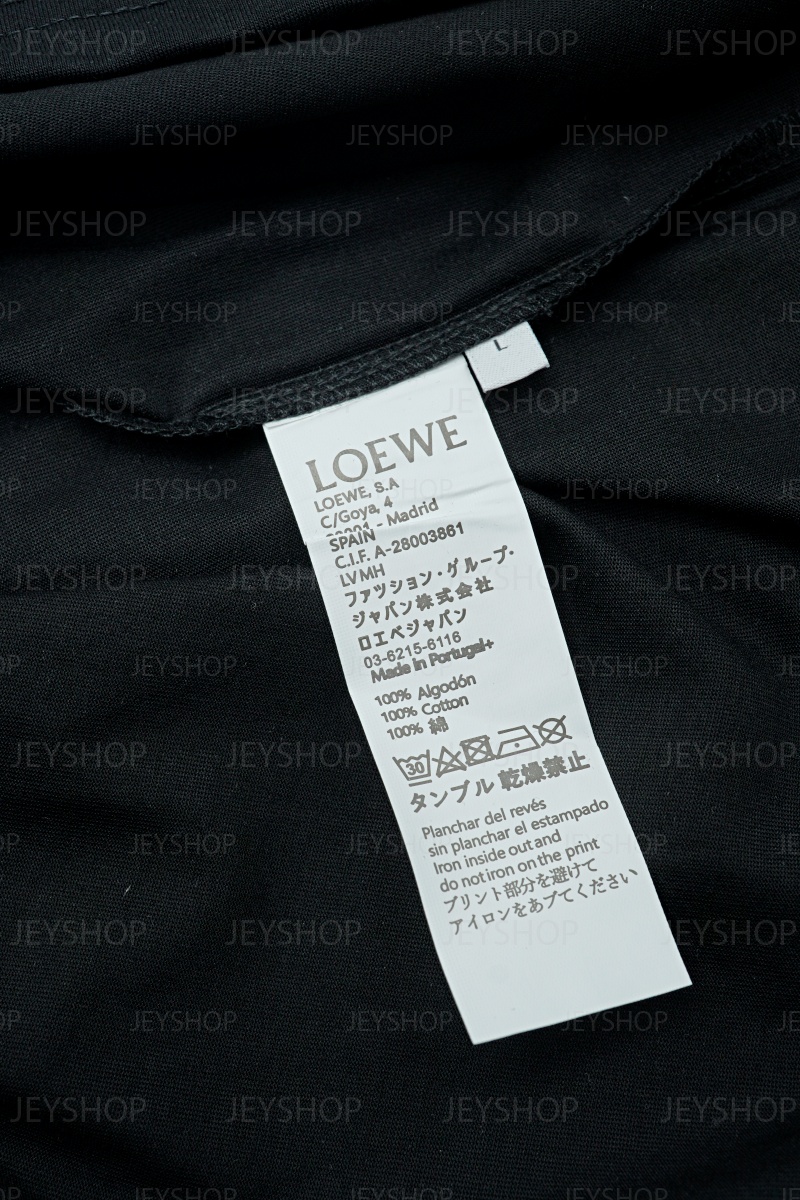 L
LOEWE
LOEWE, S.A
C/Goya, 4
28001 - Madrid
SPAIN
C.I.F. A-28003861
LVMH
ファツション・グループ・
ジャパン株式会社
ロエベジャパン
03-6215-6116
Made in Portugal+
100% Algodón
100% Cotton
100% 綿
30
タンブル 乾燥禁止
Planchar del revés
sin planchar el estampado
Iron inside out and
do not iron on the print
プリント部分を避けて
アイロンをあブてください
JEYSHOP